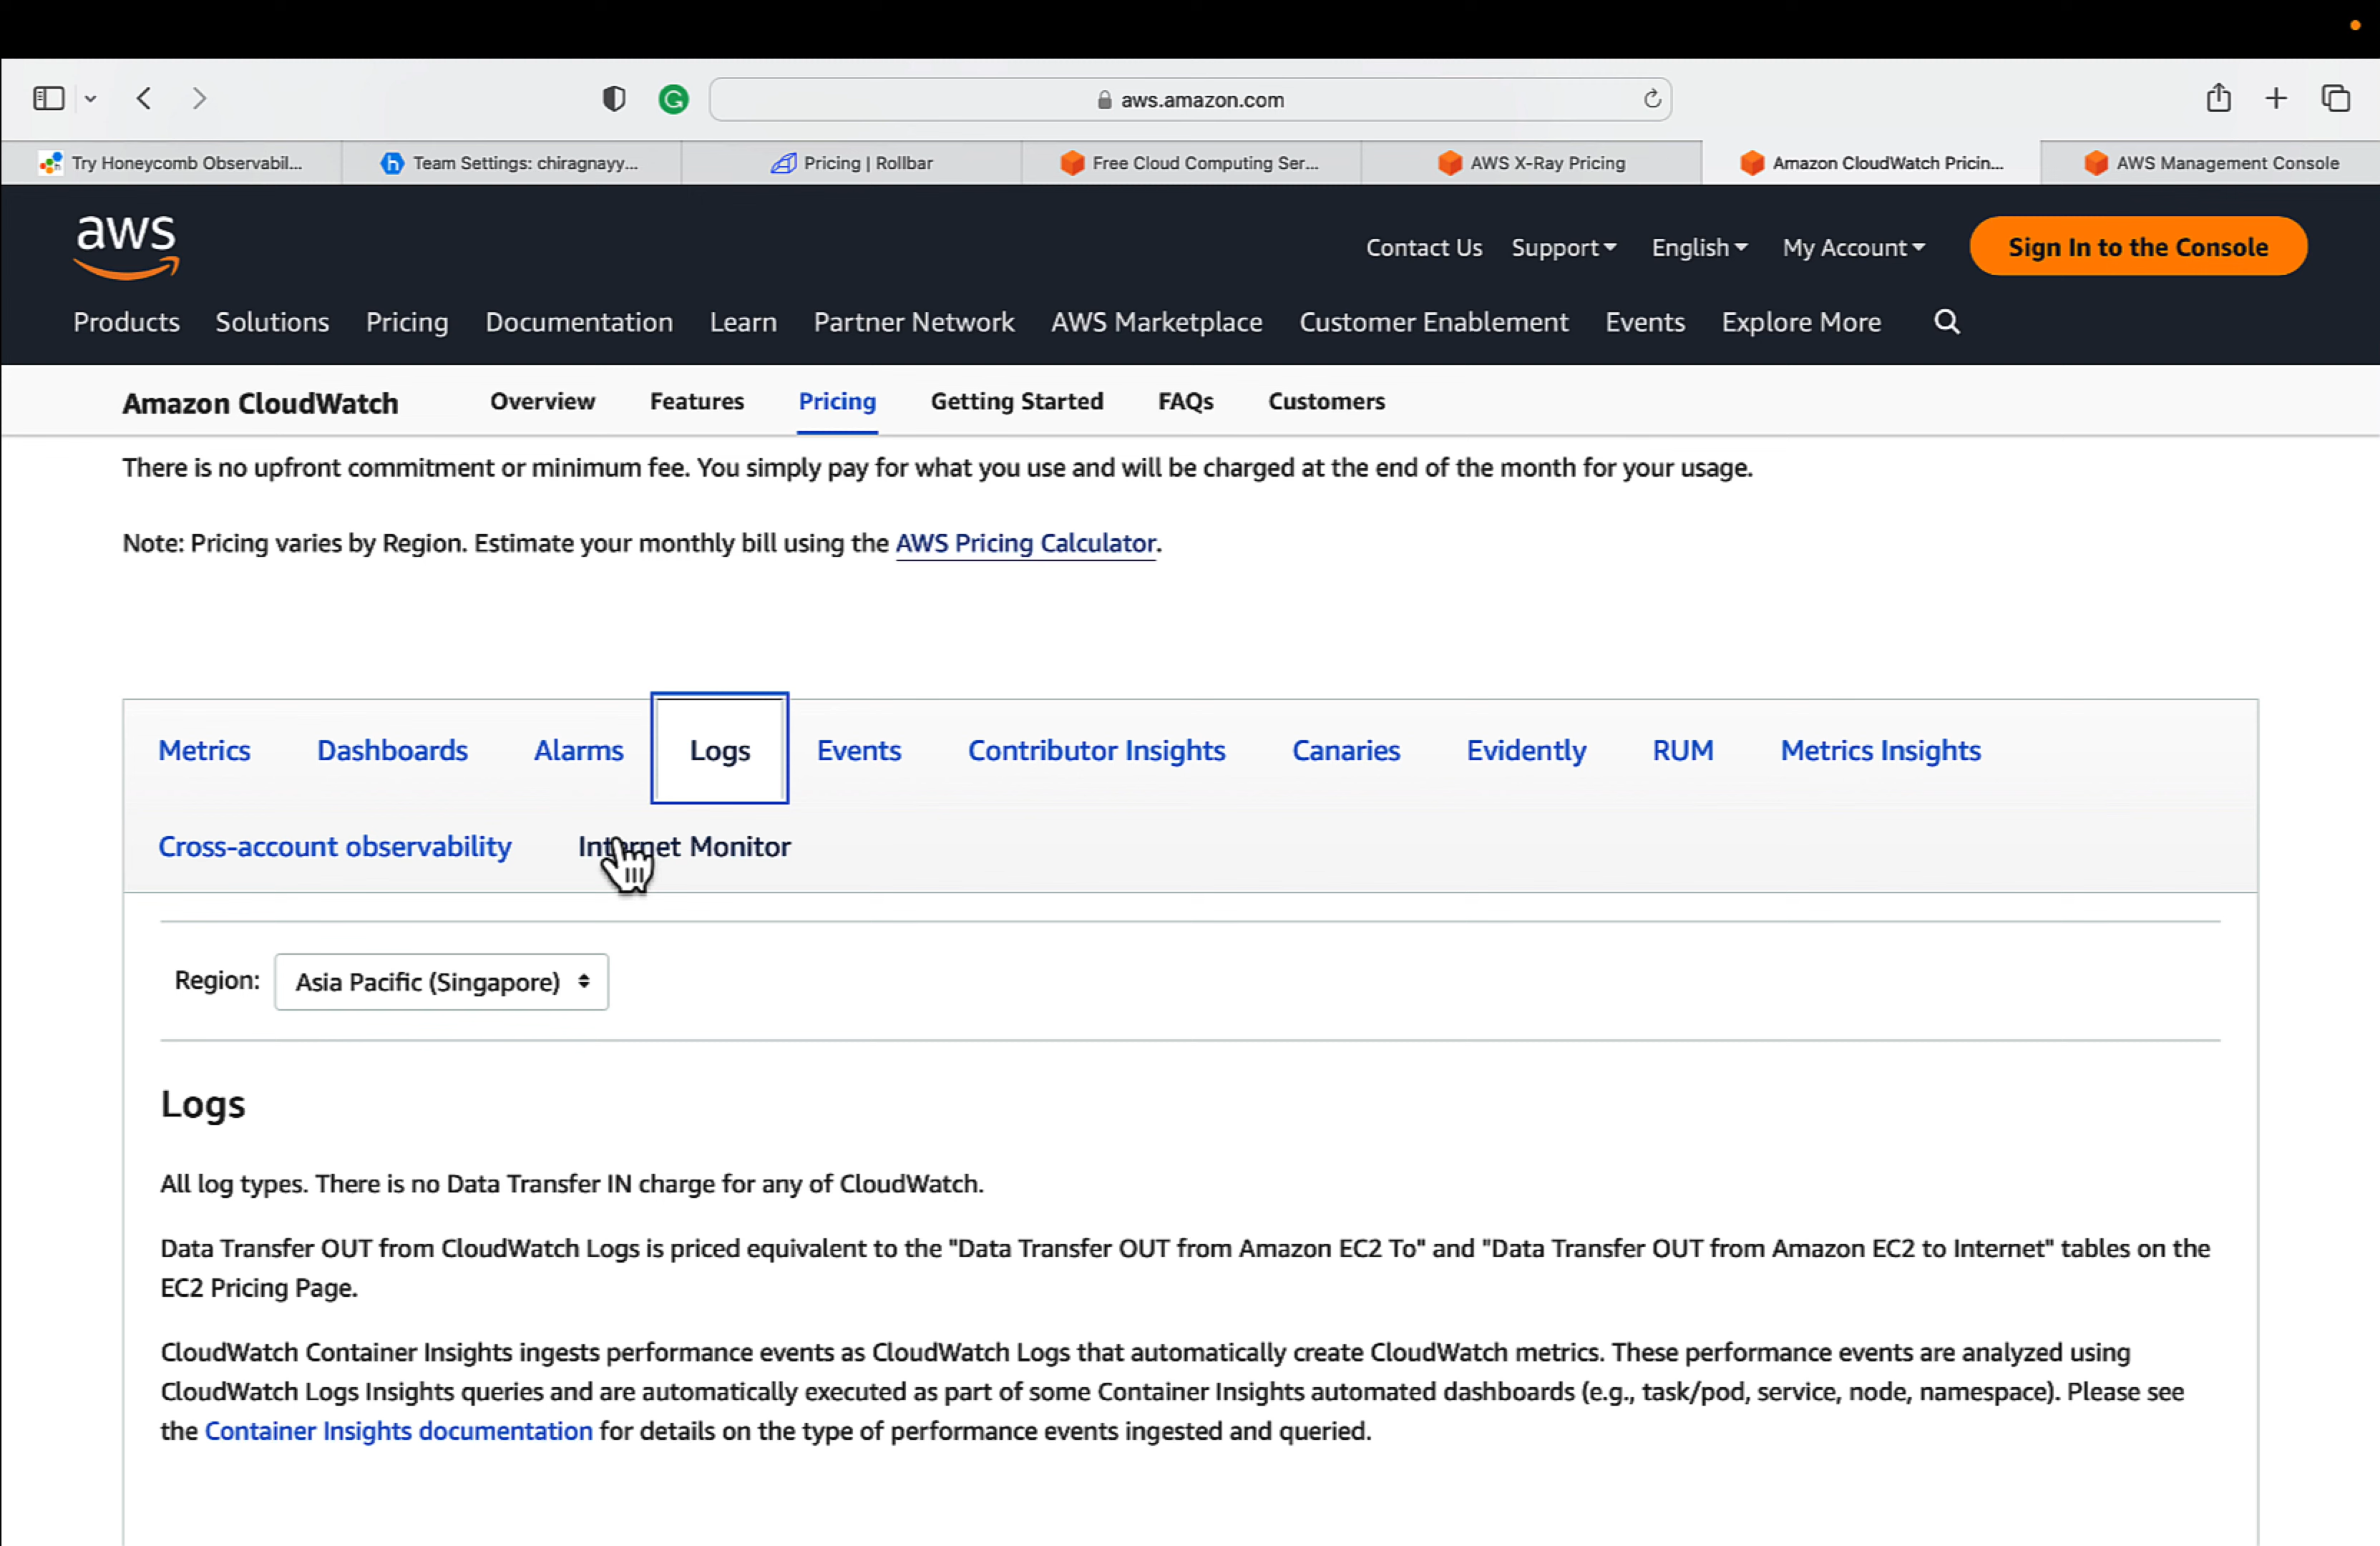 aws.amazon.com
Try Honeycomb Observabil...
Team Settings: chiragnayy...
Pricing | Rollbar
Free Cloud Computing Ser...
AWS X-Ray Pricing
Amazon CloudWatch Pricin...
AWS Management Console
aws
Contact Us Support English My Account Sign In to the Console
Products Solutions Pricing Documentation Learn Partner Network AWS Marketplace Customer Enablement Events Explore More
Amazon CloudWatch Overview Features Pricing Getting Started FAQs Customers
There is no upfront commitment or minimum fee. You simply pay for what you use and will be charged at the end of the month for your usage.
Note: Pricing varies by Region. Estimate your monthly bill using the AWS Pricing Calculator.
Metrics Dashboards Alarms Logs Events Contributor Insights Canaries Evidently RUM Metrics Insights
Cross-account observability Internet Monitor
Region: Asia Pacific (Singapore)
Logs
All log types. There is no Data Transfer IN charge for any of CloudWatch.
Data Transfer OUT from CloudWatch Logs is priced equivalent to the "Data Transfer OUT from Amazon EC2 To" and "Data Transfer OUT from Amazon EC2 to Internet" tables on the
EC2 Pricing Page.
CloudWatch Container Insights ingests performance events as CloudWatch Logs that automatically create CloudWatch metrics. These performance events are analyzed using
CloudWatch Logs Insights queries and are automatically executed as part of some Container Insights automated dashboards (e.g., task/pod, service, node, namespace). Please see
the Container Insights documentation for details on the type of performance events ingested and queried.